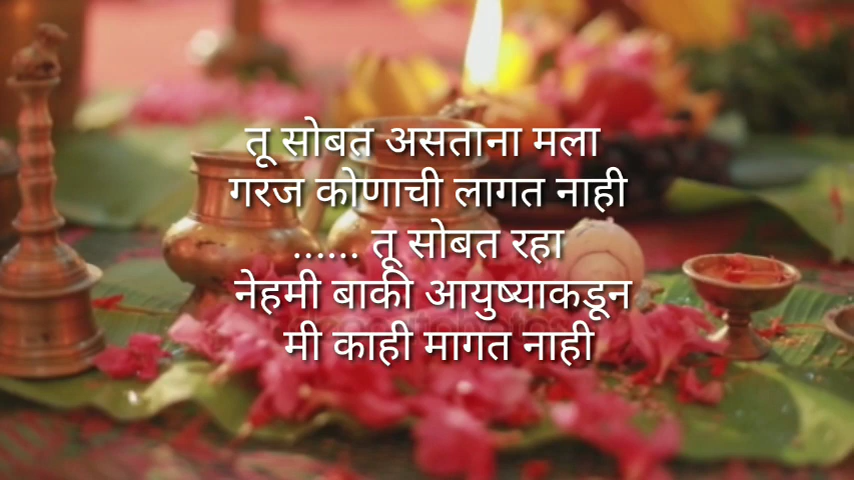 तू सोबत असताना मला
गरज कोणाची लागत नाही
...... तू सोबत रहा
नेहमी बाकी आयुष्याकडून
मी काही मागत नाही